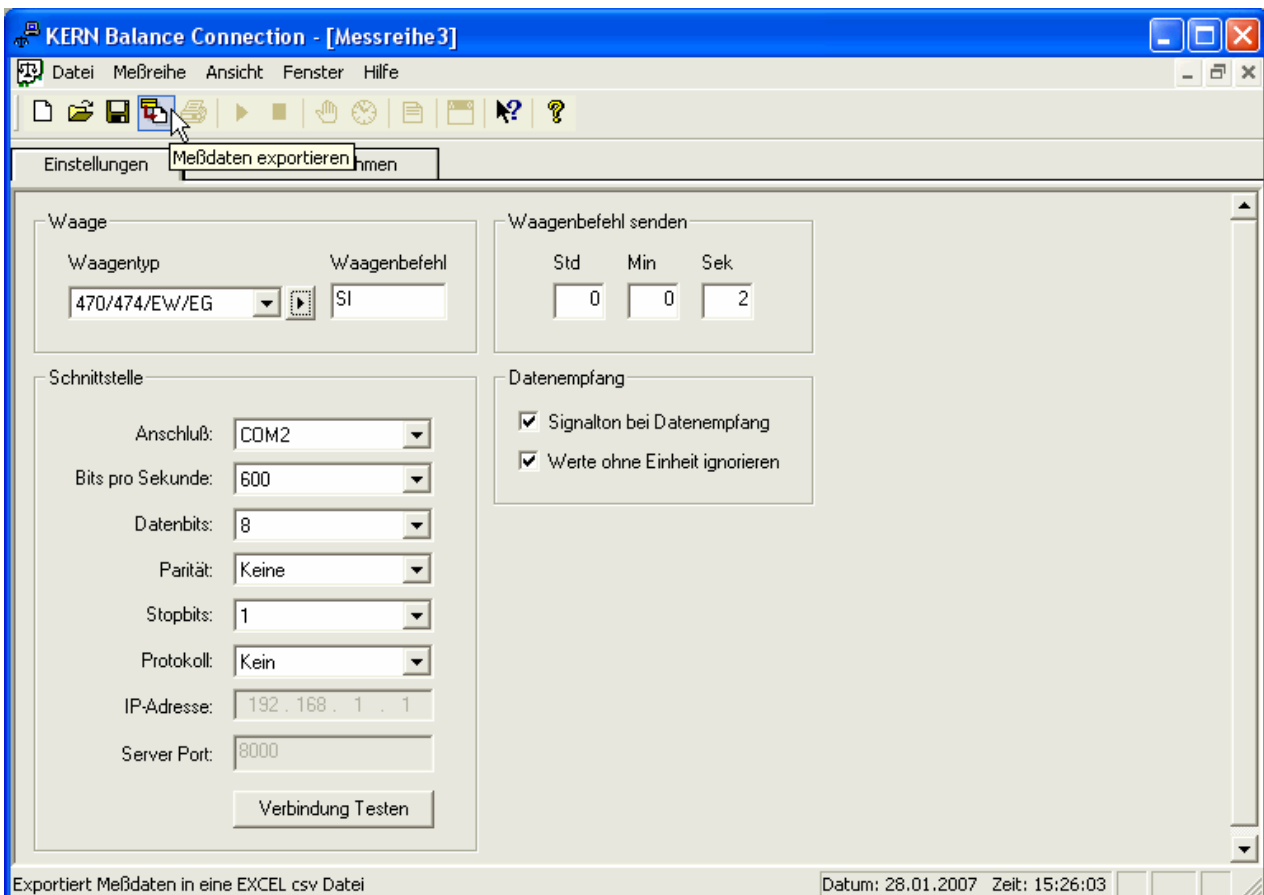 KERN Balance Connection - [Messreihe3]
Datei Meßreihe Ansicht Fenster Hilfe
Einstellungen Meßdaten exportieren hmen
Waage
Waagentyp Waagenbefehl
470/474/EW/EG SI
Waagenbefehl senden
Std Min Sek
0 0 2
Schnittstelle
Anschluß: COM2
Bits pro Sekunde: 600
Datenbits: 8
Parität: Keine
Stopbits: 1
Protokoll: Kein
IP-Adresse: 192 . 168 . 1 . 1
Server Port: 8000
Verbindung Testen
Datenempfang
Signalton bei Datenempfang
Werte ohne Einheit ignorieren
Exportiert Meßdaten in eine EXCEL csv Datei Datum: 28.01.2007 Zeit: 15:26:03